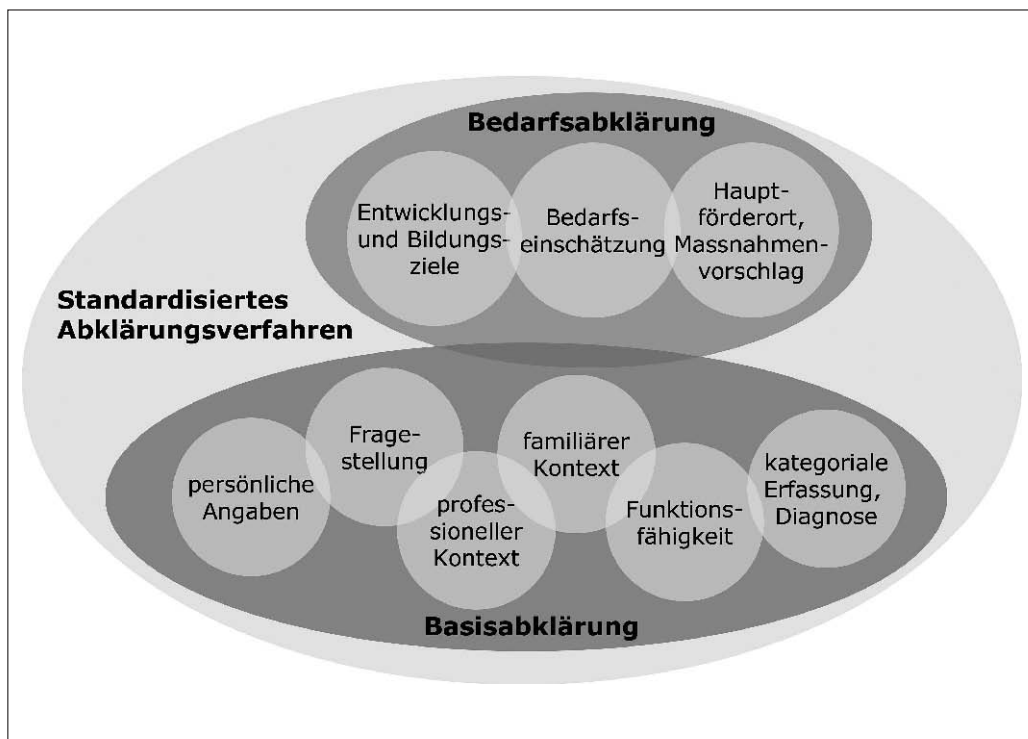 Bedarfsabklärung
Entwicklungs-
und Bildungs-
ziele
Bedarfs-
einschätzung
Haupt-
förderort,
Massnahmen-
vorschlag
Standardisiertes
Abklärungsverfahren
persönliche
Angaben
Frage-
stellung
profes-
sioneller
Kontext
familiärer
Kontext
Funktions-
fähigkeit
kategoriale
Erfassung,
Diagnose
Basisabklärung